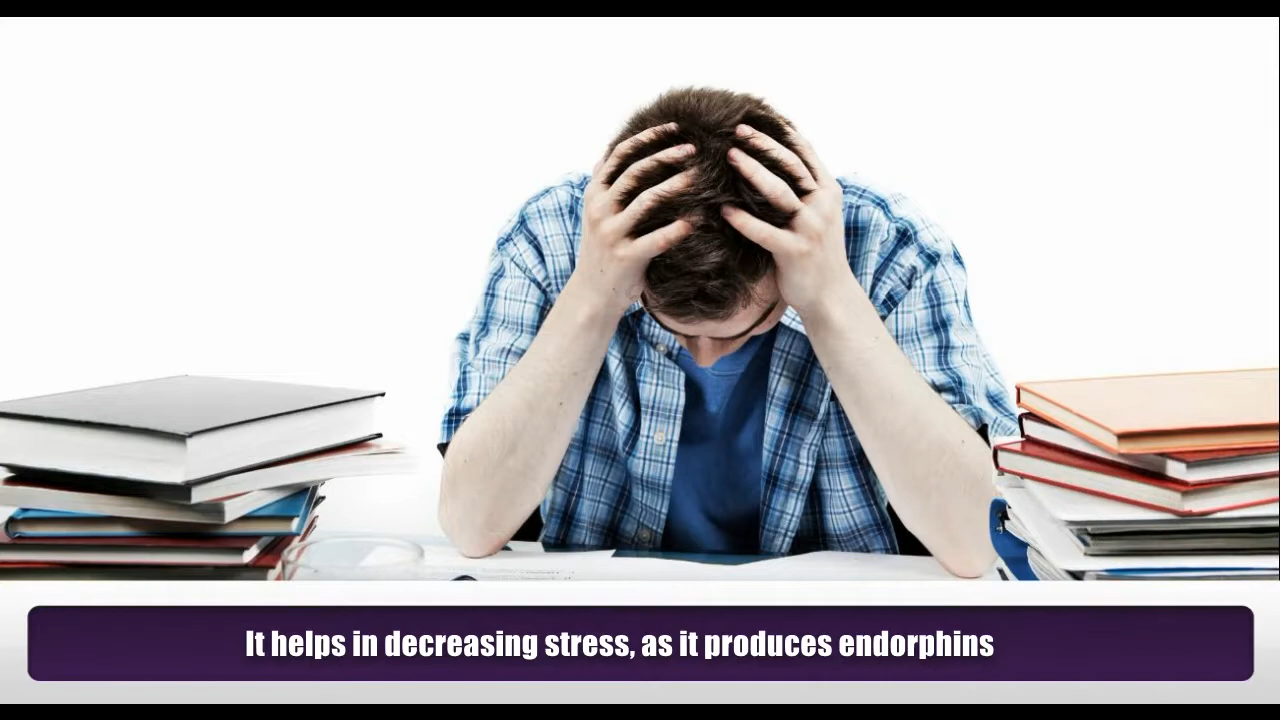 It helps in decreasing stress, as it produces endorphins